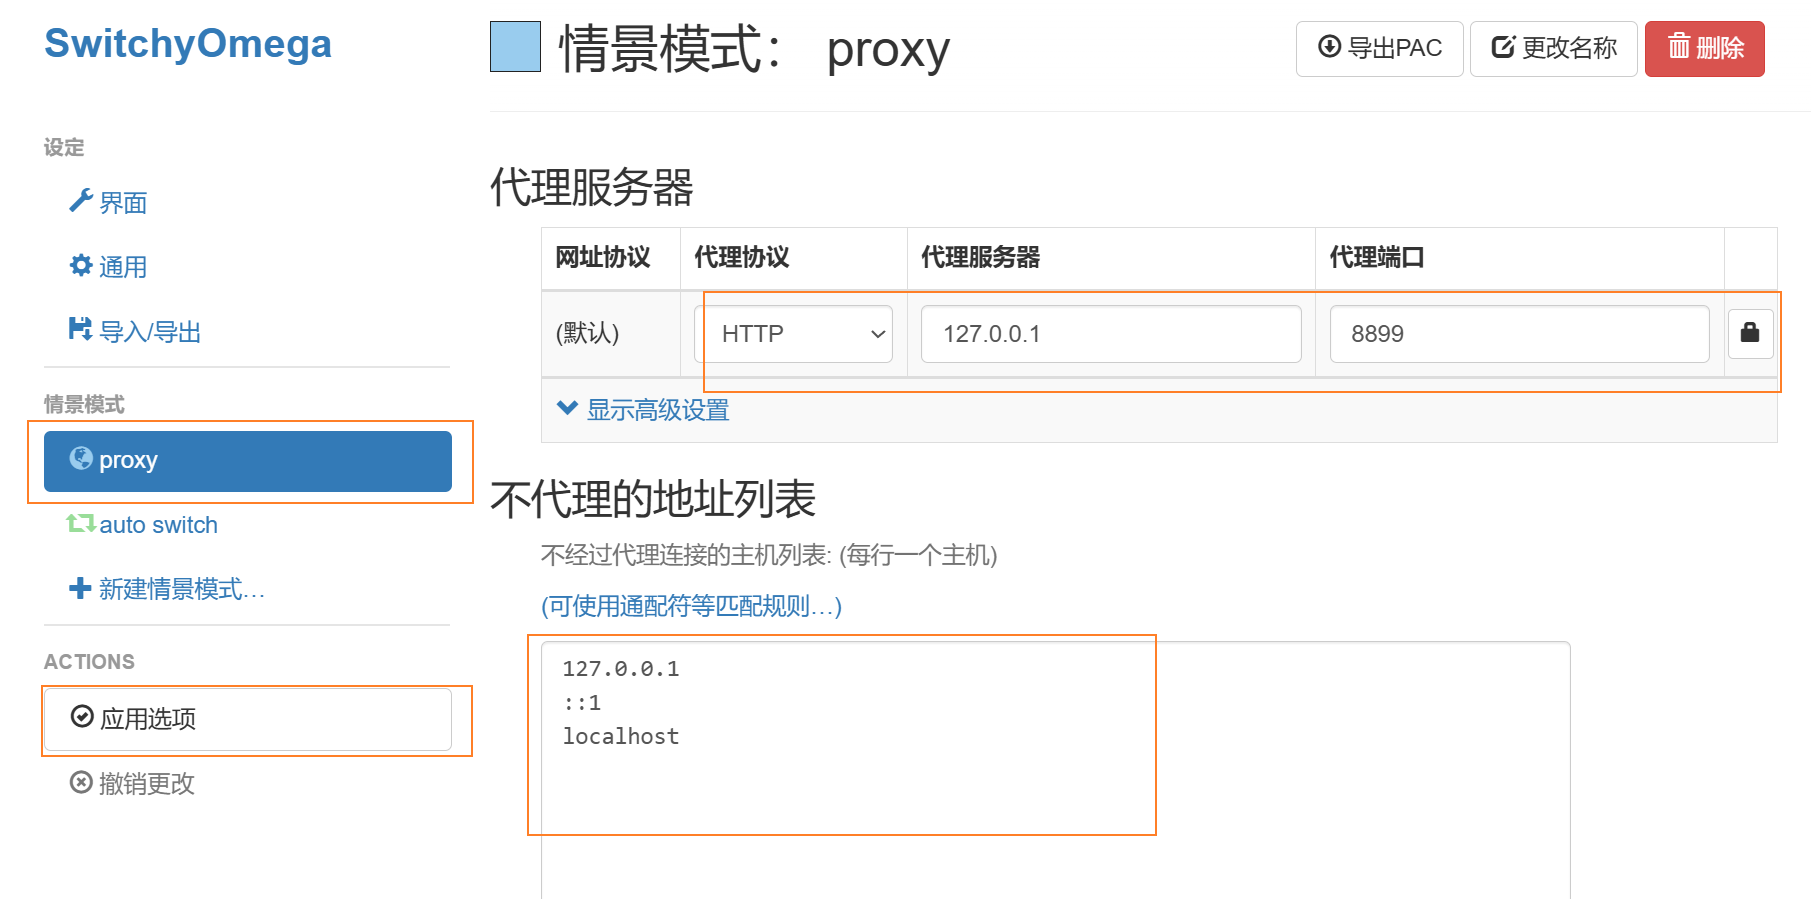 SwitchyOmega
设定
界面
通用
导入/导出
情景模式
proxy
auto switch
新建情景模式…
ACTIONS
应用选项
撤销更改
情景模式： proxy
导出PAC
更改名称
删除
代理服务器
网址协议 代理协议 代理服务器 代理端口
(默认) HTTP 127.0.0.1 8899
显示高级设置
不代理的地址列表
不经过代理连接的主机列表: (每行一个主机)
(可使用通配符等匹配规则…)
127.0.0.1
::1
localhost